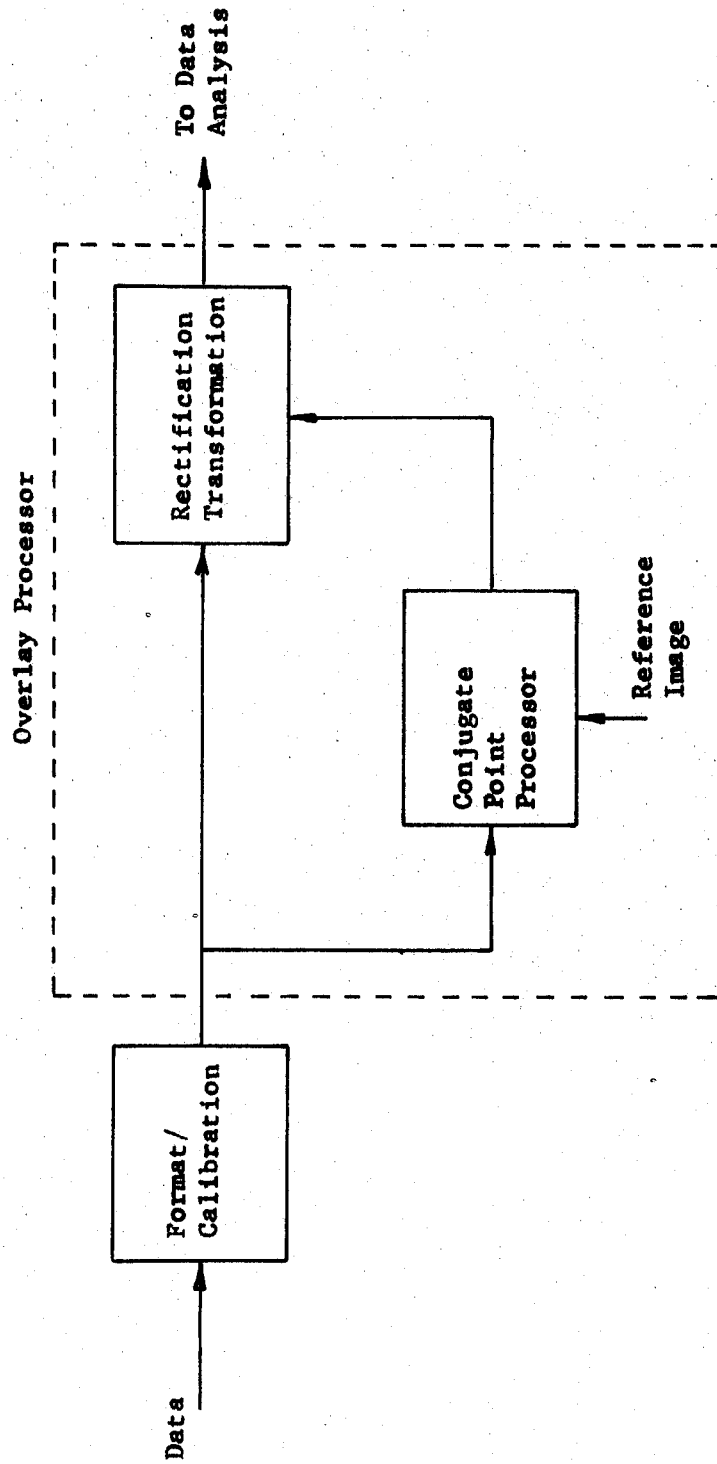 Overlay Processor
Data
Format/
Calibration
Rectification
Transformation
To Data
Analysis
Conjugate
Point
Processor
Reference
Image